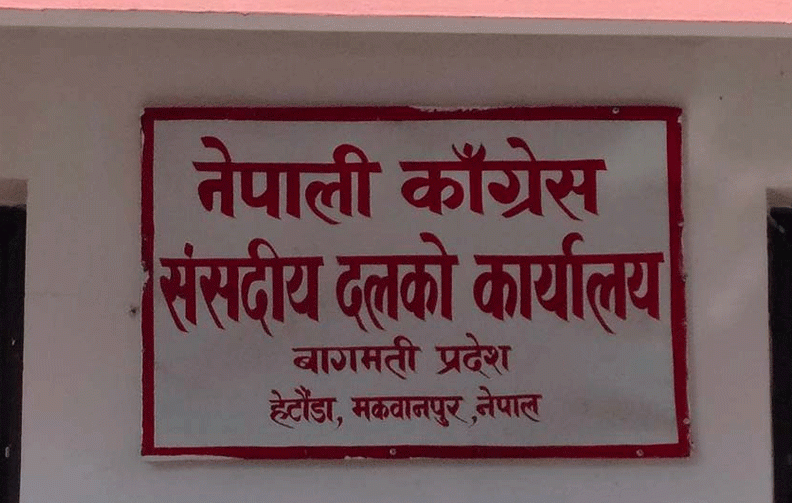 नेपाली काँग्रेस
संसदीय दलको कार्यालय
बागमती प्रदेश
हेटौंडा, मकवानपुर, नेपाल